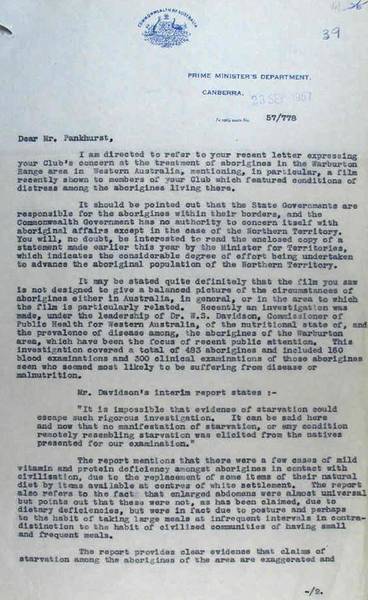 COMMONWEALTH OF AUSTRALIA
39
PRIME MINISTER'S DEPARTMENT,
CANBERRA.
23 SEP 1957
In reply quote No. 57/778
Dear Mr. Pankhurst,
I am directed to refer to your recent letter expressing
your Club's concern at the treatment of aborigines in the Warburton
Range area in Western Australia, mentioning, in particular, a film
recently shown to members of your Club which featured conditions of
distress among the aborigines living there.
It should be pointed out that the State Governments are
responsible for the aborigines within their borders, and the
Commonwealth Government has no authority to concern itself with
aboriginal affairs except in the case of the Northern Territory.
You will, no doubt, be interested to read the enclosed copy of a
statement made earlier this year by the Minister for Territories,
which indicates the considerable degree of effort being undertaken
to advance the aboriginal population of the Northern Territory.
It may be stated quite definitely that the film you saw
is not designed to give a balanced picture of the circumstances of
aborigines either in Australia, in general, or in the area to which
the film is particularly related. Recently an investigation was
made, under the leadership of Dr. W.S. Davidson, Commissioner of
Public Health for Western Australia, of the nutritional state of, and
the prevalence of disease among, the aborigines of the Warburton
area, which have been the focus of recent public attention. This
investigation covered a total of 483 aborigines and included 160
blood examinations and 300 clinical examinations of those aborigines
seen who seemed most likely to be suffering from disease or
malnutrition.
Mr. Davidson's interim report states :-
"It is impossible that evidence of starvation could
escape such rigorous investigation. It can be said here
and now that no manifestation of starvation, or any condition
remotely resembling starvation was elicited from the natives
presented for our examination."
The report mentions that there were a few cases of mild
vitamin and protein deficiency amongst aborigines in contact with
civilisation, due to the replacement of some items of their natural
diet by items available at centres of white settlement. The report
also refers to the fact that enlarged abdomens were almost universal
but points out that these were not, as has been claimed, due to
dietary deficiencies, but were in fact due to posture and perhaps
to the habit of taking large meals at infrequent intervals in contra-
distinction to the habit of civilized communities of having small
and frequent meals.
The report provides clear evidence that claims of
starvation among the aborigines of the area are exaggerated and
-/2.